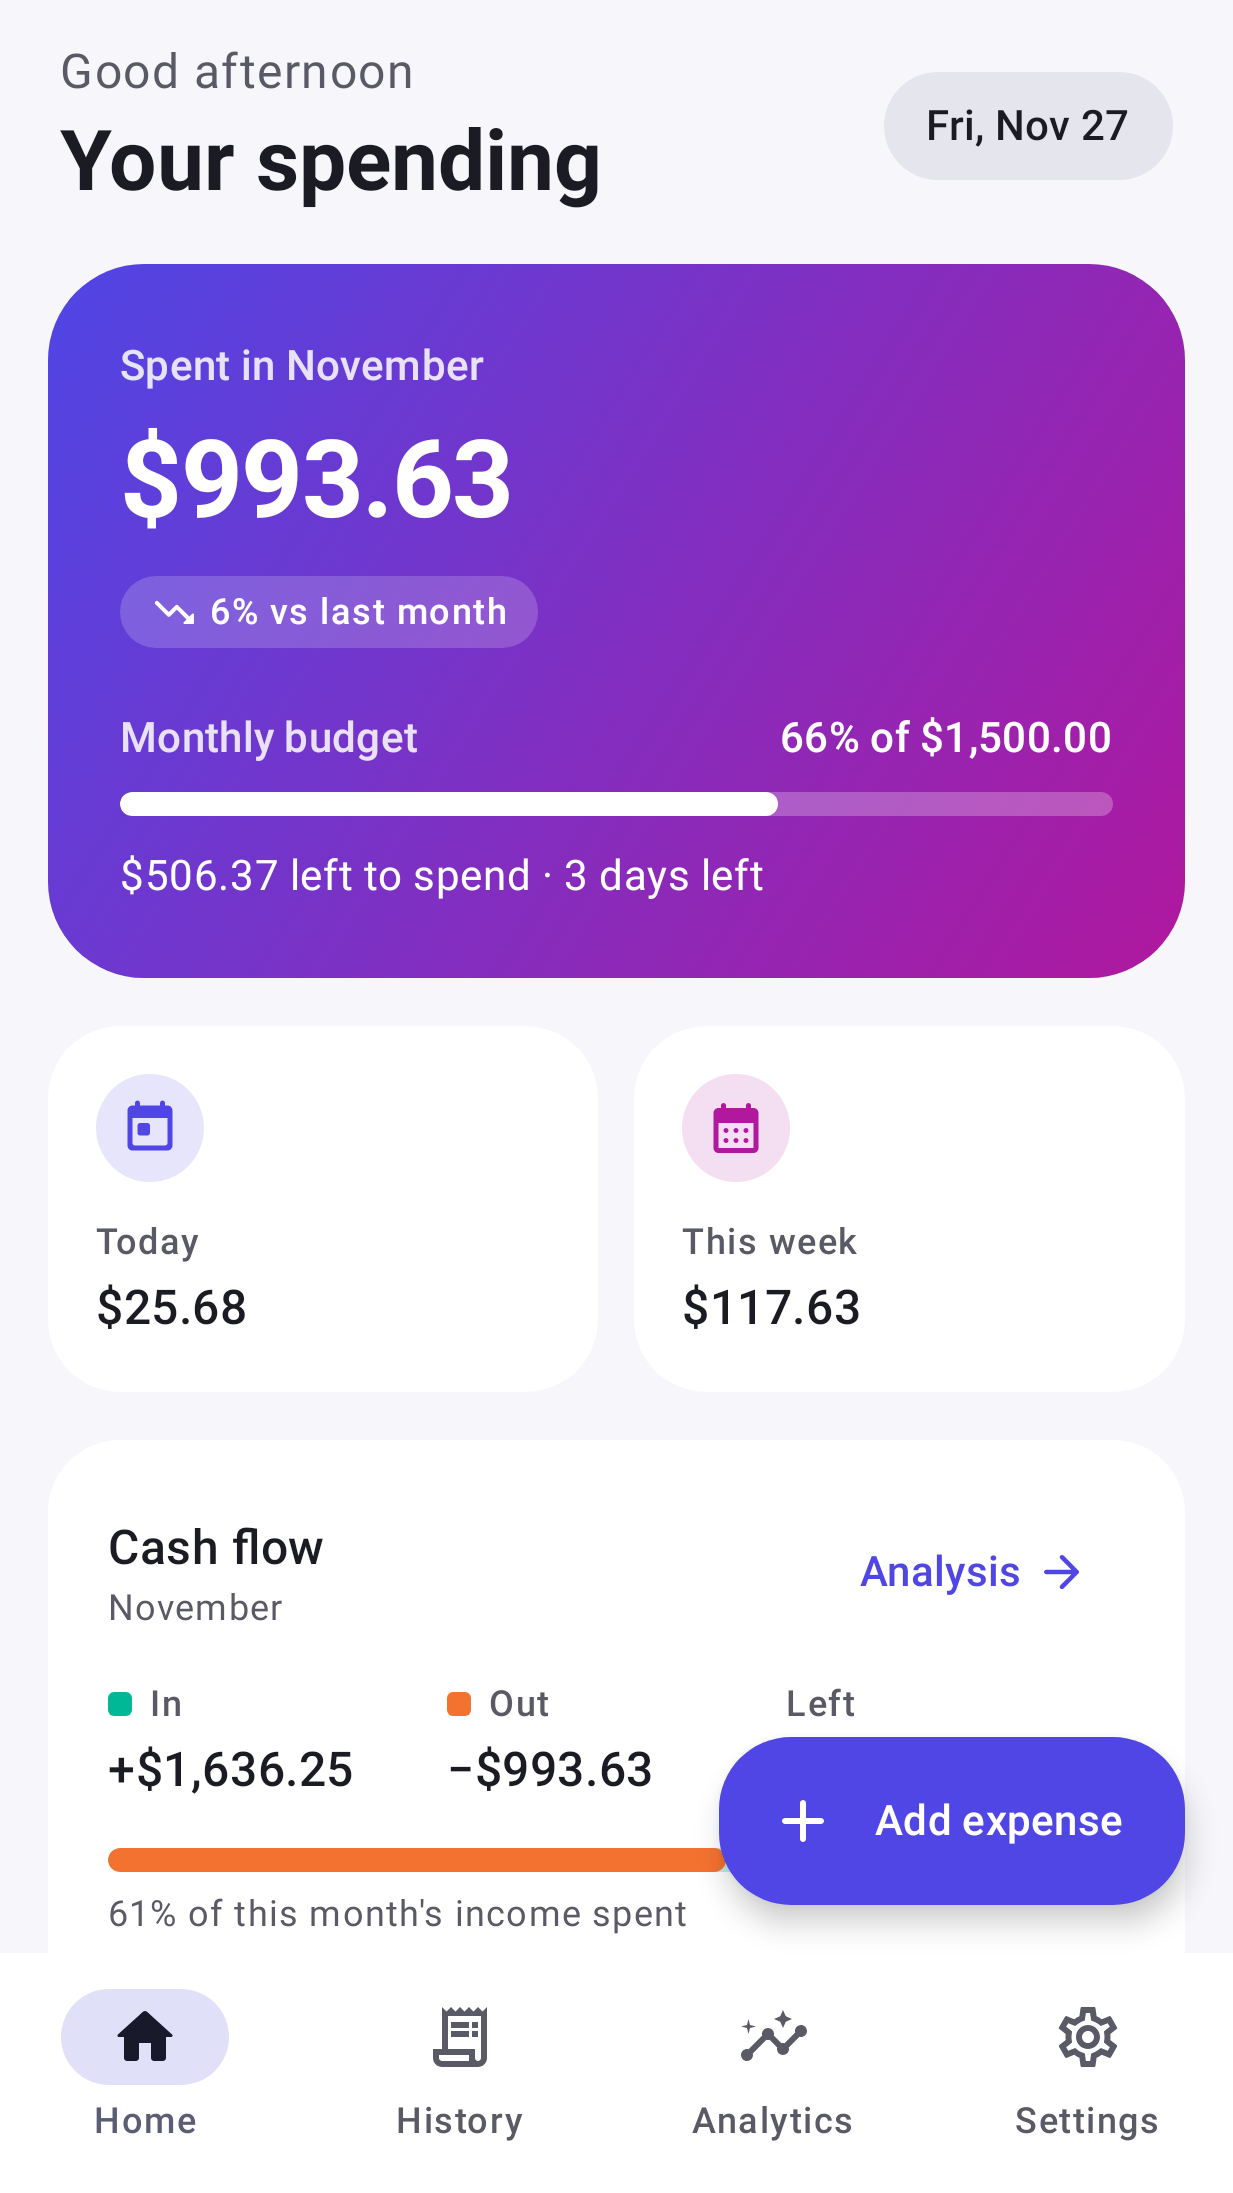 Good afternoon
Your spending
Fri, Nov 27
Spent in November
$993.63
6% vs last month
Monthly budget
66% of $1,500.00
$506.37 left to spend · 3 days left
Today
$25.68
This week
$117.63
Cash flow
November
Analysis
In
Out
Left
+$1,636.25
−$993.63
Add expense
61% of this month's income spent
Home
History
Analytics
Settings